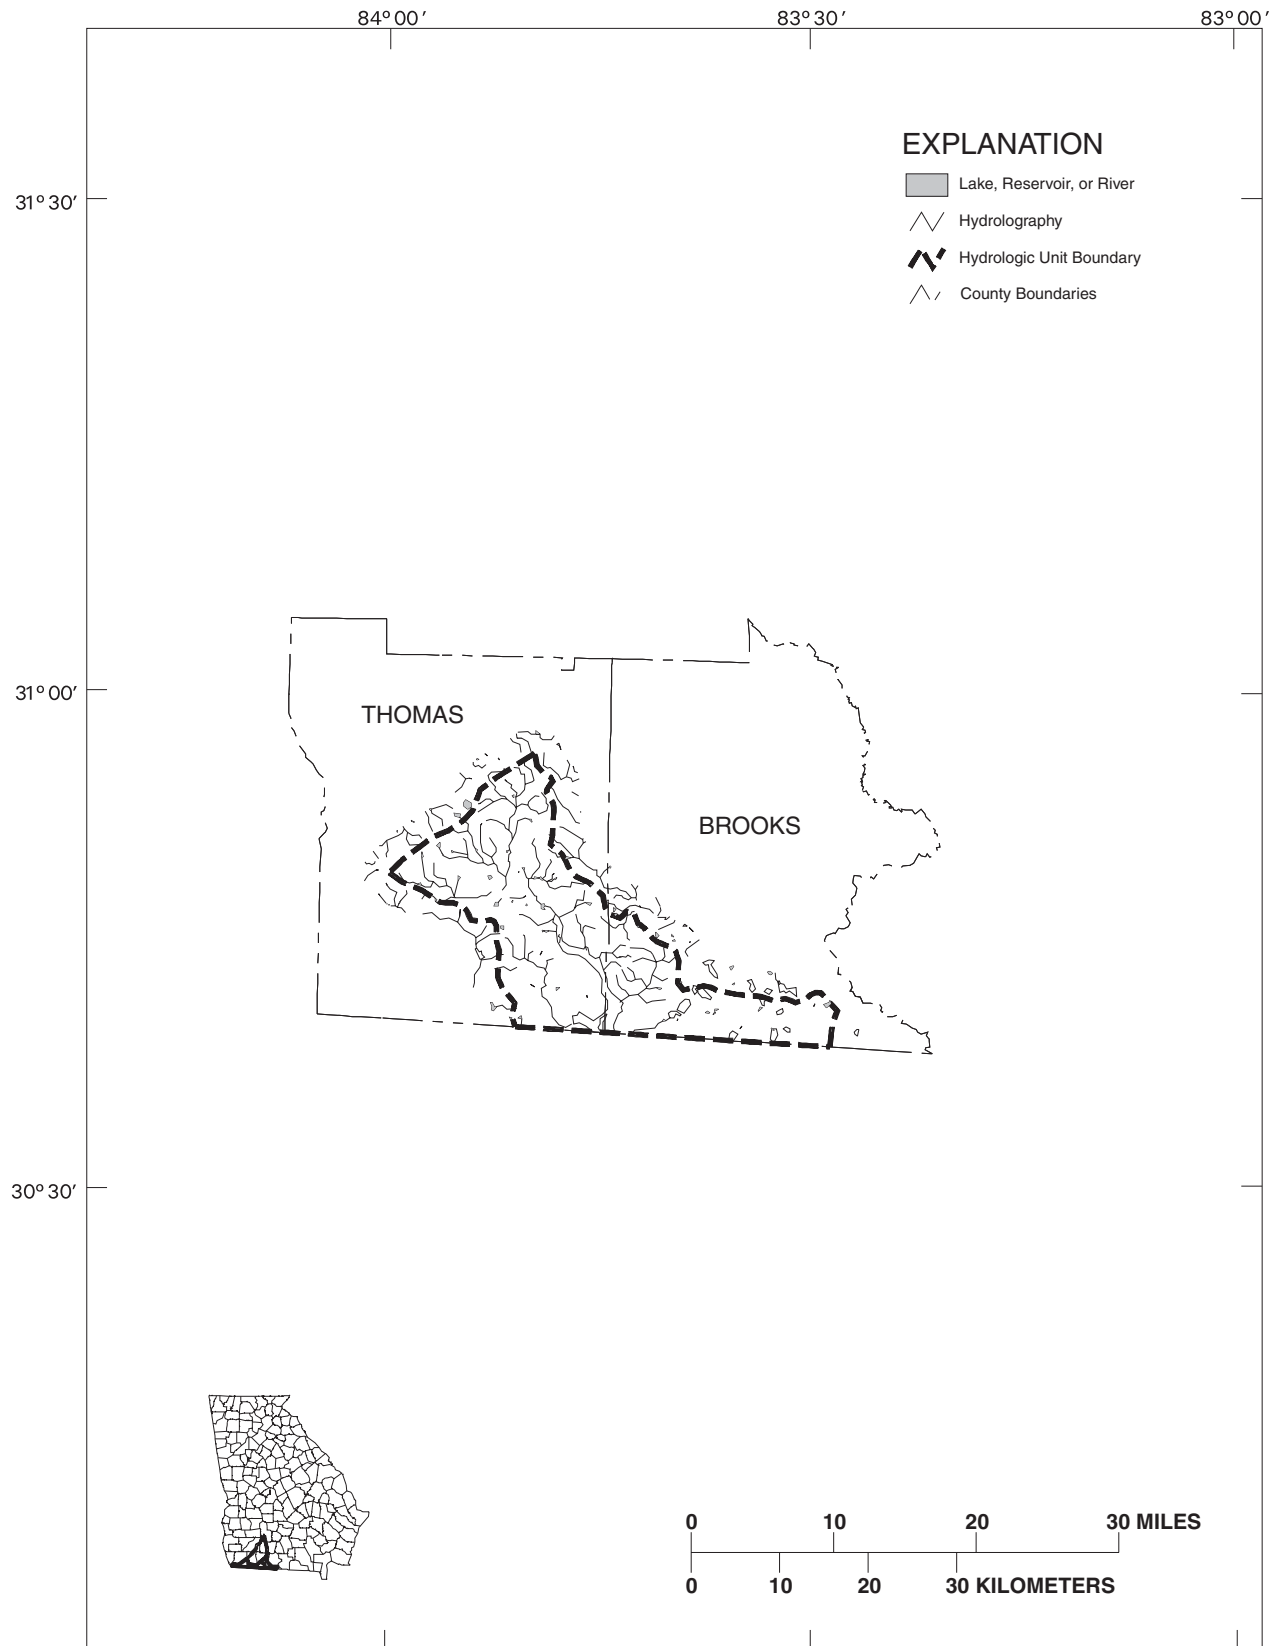 84° 00′
83° 30′
83° 00′
EXPLANATION
Lake, Reservoir, or River
31° 30′
Hydrolography
Hydrologic Unit Boundary
County Boundaries
31° 00′
THOMAS
BROOKS
30° 30′
0 10 20 30 MILES
0 10 20 30 KILOMETERS